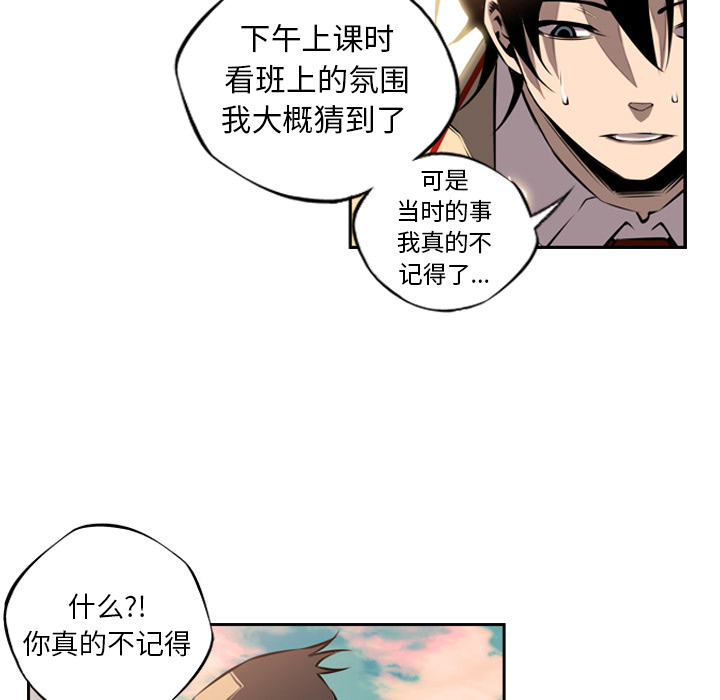 下午上课时
看班上的氛围
我大概猜到了
可是
当时的事
我真的不
记得了...
什么?!
你真的不记得